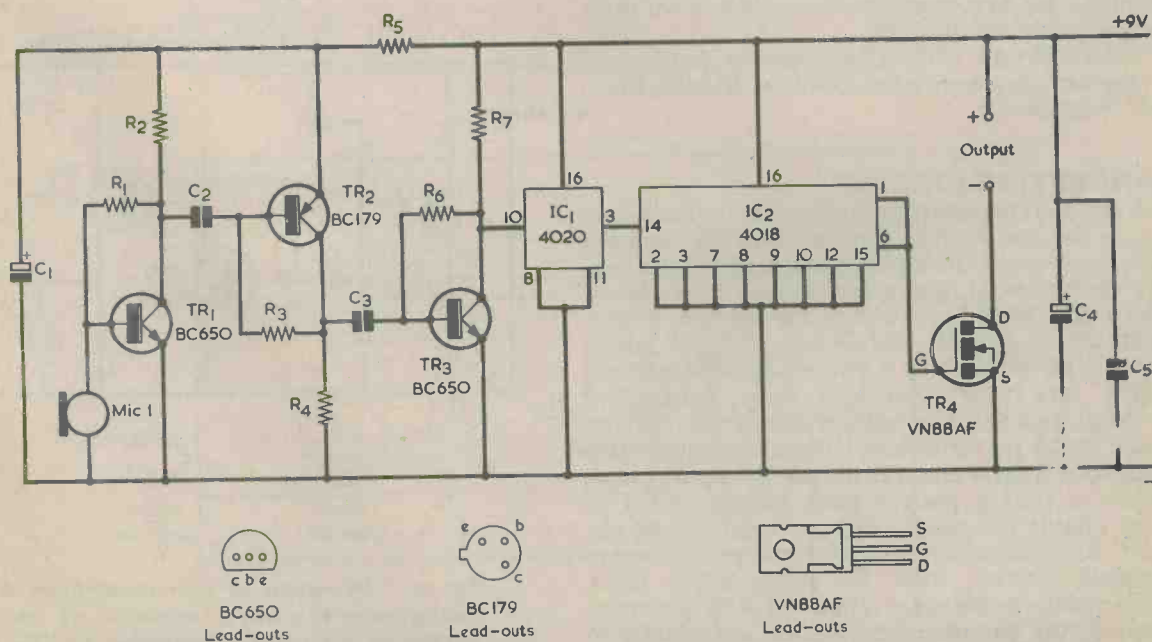 +9V
R5
R2
R7
+
Output
-
R1
C2
TR2
BC179
R6
16
10
IC1
4020
3
8
11
16
14
IC2
4018
1
6
2 3 7 8 9 10 12 15
+
C1
TR1
BC650
R3
C3
TR3
BC650
D
G
S
TR4
VN88AF
+
C4
C5
Mic 1
R4
-
e
b
c
S
G
D
c b e
BC650
Lead-outs
BC179
Lead-outs
VN88AF
Lead-outs